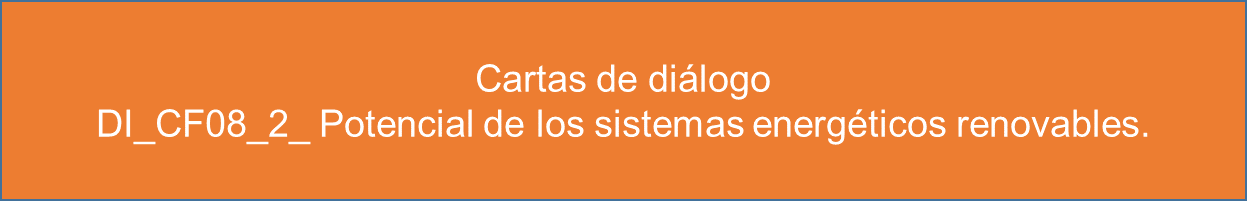 Cartas de diálogo
DI_CF08_2_ Potencial de los sistemas energéticos renovables.